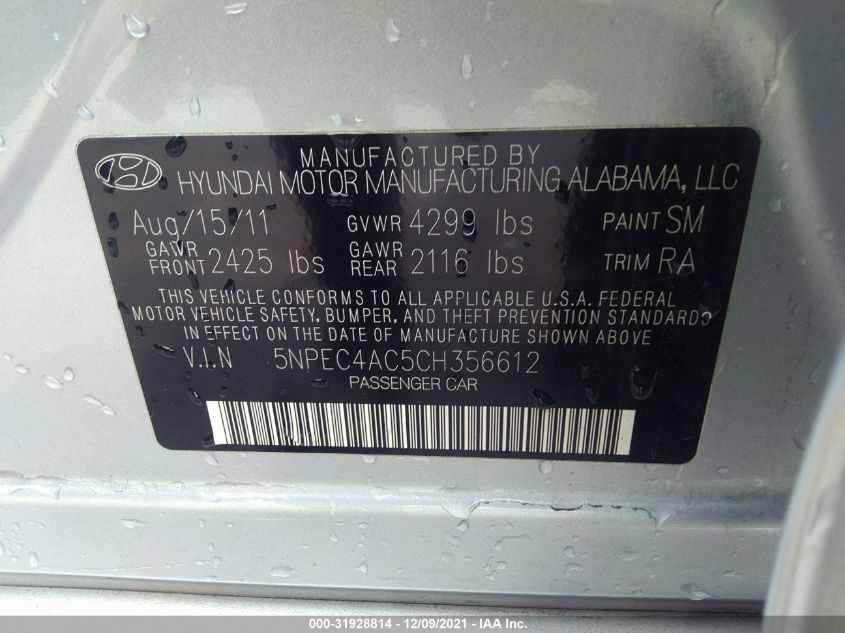 MANUFACTURED BY
HYUNDAI MOTOR MANUFACTURING ALABAMA, LLC
Aug/15/11 GVWR 4299 lbs PAINT SM
GAWR FRONT 2425 lbs GAWR REAR 2116 lbs TRIM RA
THIS VEHICLE CONFORMS TO ALL APPLICABLE U.S.A. FEDERAL
MOTOR VEHICLE SAFETY, BUMPER, AND THEFT PREVENTION STANDARDS
IN EFFECT ON THE DATE OF MANUFACTURE SHOWN ABOVE
V.I.N 5NPEC4AC5CH356612
PASSENGER CAR
000-31928814 - 12/09/2021 - IAA Inc.